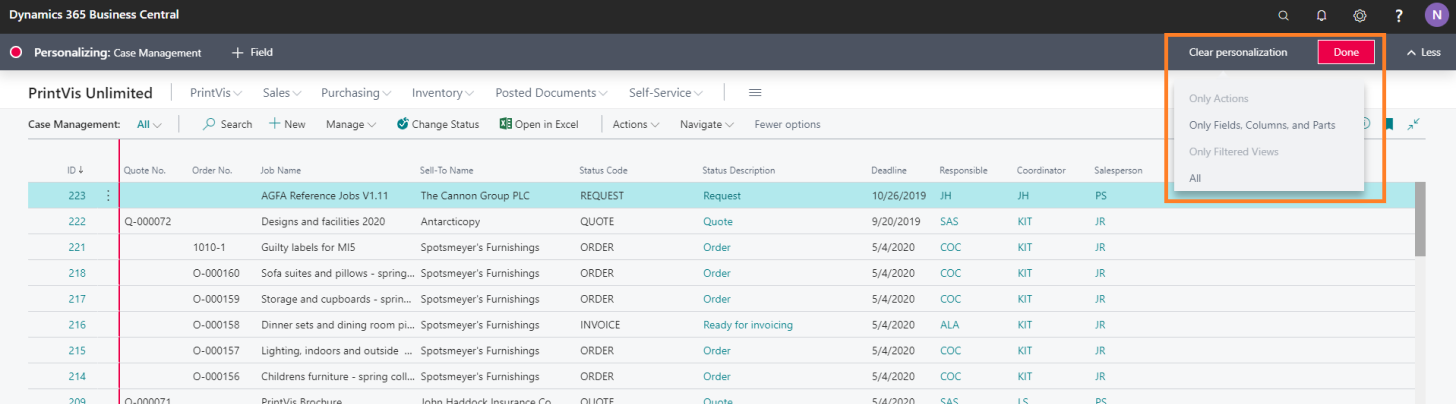 Dynamics 365 Business Central ? N
Personalizing: Case Management + Field Clear personalization Done Less
PrintVis Unlimited PrintVis Sales Purchasing Inventory Posted Documents Self-Service
Only Actions
Only Fields, Columns, and Parts
Only Filtered Views
All
Case Management: All Search + New Manage Change Status Open in Excel Actions Navigate Fewer options
ID ↓ Quote No. Order No. Job Name Sell-To Name Status Code Status Description Deadline Responsible Coordinator Salesperson
223 AGFA Reference Jobs V1.11 The Cannon Group PLC REQUEST Request 10/26/2019 JH JH PS
222 Q-000072 Designs and facilities 2020 Antarcticopy QUOTE Quote 9/20/2019 SAS KIT JR
221 1010-1 Guilty labels for MI5 Spotsmeyer's Furnishings ORDER Order 5/4/2020 COC KIT JR
218 O-000160 Sofa suites and pillows - spring... Spotsmeyer's Furnishings ORDER Order 5/4/2020 COC KIT JR
217 O-000159 Storage and cupboards - sprin... Spotsmeyer's Furnishings ORDER Order 5/4/2020 COC KIT JR
216 O-000158 Dinner sets and dining room pi... Spotsmeyer's Furnishings INVOICE Ready for invoicing 5/4/2020 ALA KIT JR
215 O-000157 Lighting, indoors and outside ... Spotsmeyer's Furnishings ORDER Order 5/4/2020 COC KIT JR
214 O-000156 Childrens furniture - spring coll... Spotsmeyer's Furnishings ORDER Order 5/4/2020 COC KIT JR
209 Q-000071 PrintVis Brochure John Haddock Insurance Co. QUOTE Quote 5/4/2020 SAS LS PS